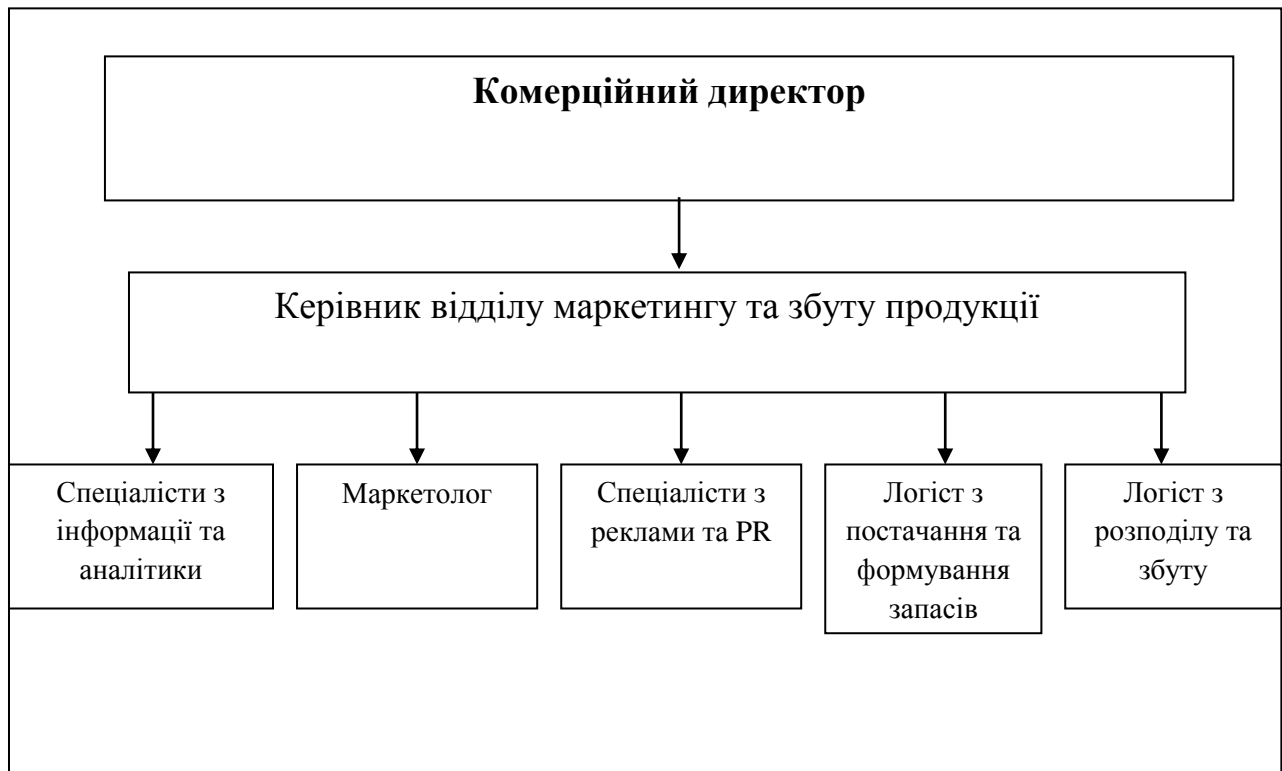 Комерційний директор
Керівник відділу маркетингу та збуту продукції
Спеціалісти з
інформації та
аналітики
Маркетолог
Спеціалісти з
реклами та PR
Логіст з
постачання та
формування
запасів
Логіст з
розподілу та
збуту